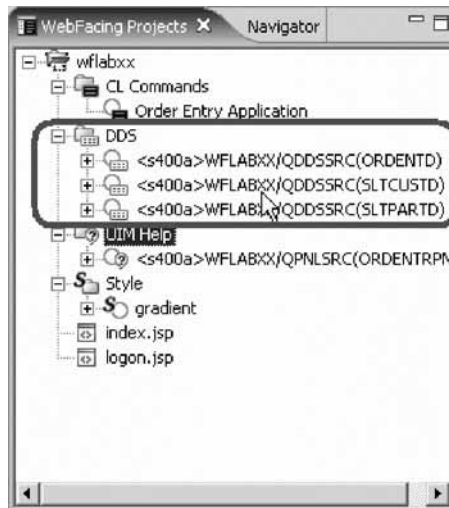 WebFacing Projects Navigator
wflabxx
CL Commands
Order Entry Application
DDS
<s400a>WFLABXX/QDDSSRC(ORDENTD)
<s400a>WFLABXX/QDDSSRC(SLTCUSTD)
<s400a>WFLABXX/QDDSSRC(SLTPARTD)
UIM Help
<s400a>WFLABXX/QPNLSRC(ORDENTRPN
Style
gradient
index.jsp
logon.jsp